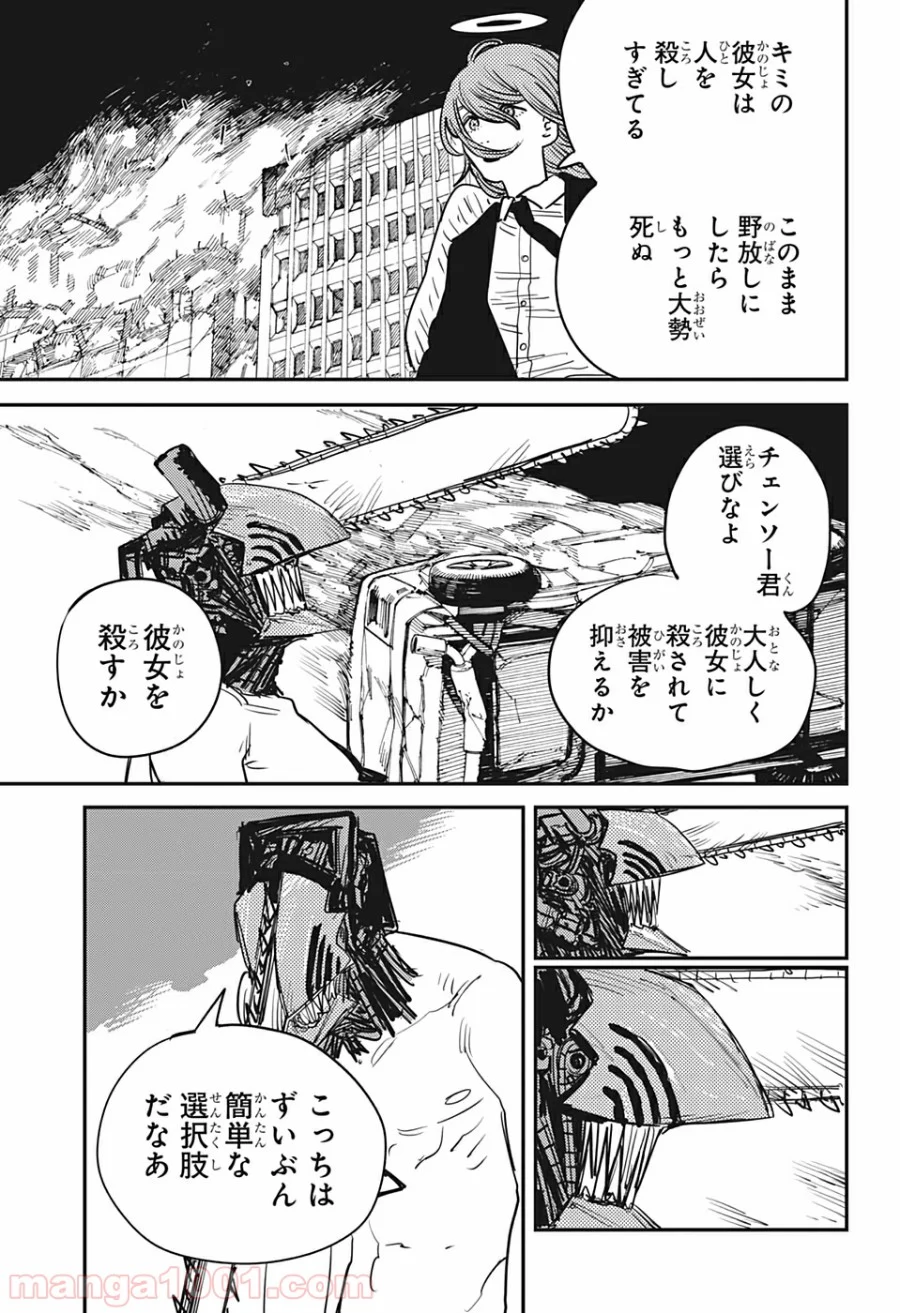 キミの
彼女は
人を
殺し
すぎてる
このまま
野放しに
したら
もっと大勢
死ぬ
チェンソー君
選びなよ
大人しく
彼女に
殺されて
被害を
抑えるか
彼女を
殺すか
こっちは
ずいぶん
簡単な
選択肢
だなあ
manga1001.com